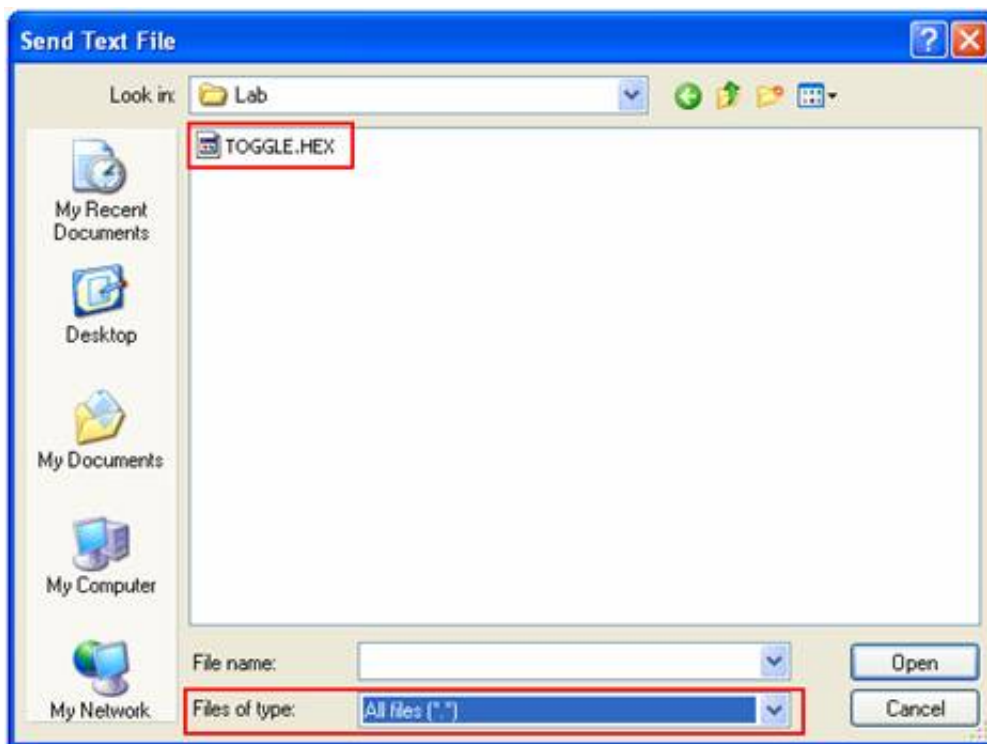 Send Text File
Look in:
Lab
TOGGLE.HEX
My Recent
Documents
Desktop
My Documents
My Computer
My Network
File name:
Open
Files of type:
All files (*.*)
Cancel